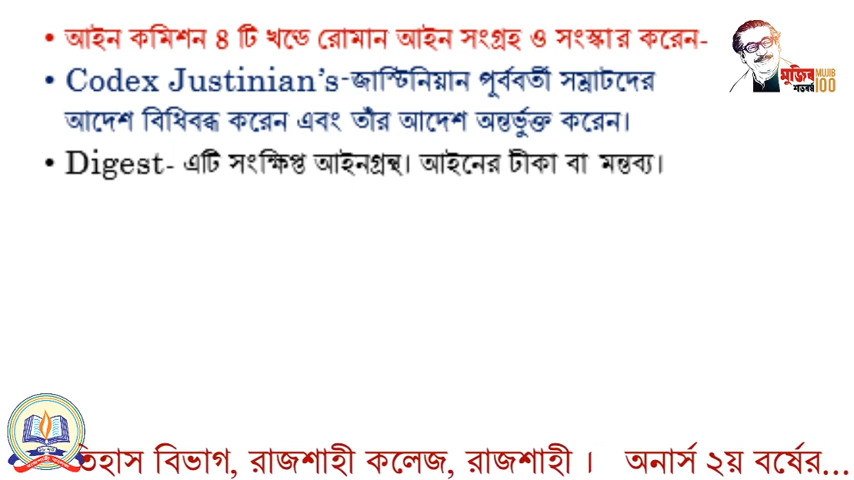 • আইন কমিশন ৪ টি খন্ডে রোমান আইন সংগ্রহ ও সংস্কার করেন-
• Codex Justinian's-জাস্টিনিয়ান পূর্ববর্তী সম্রাটদের
আদেশ বিধিবদ্ধ করেন এবং তাঁর আদেশ অন্তর্ভুক্ত করেন।
• Digest- এটি সংক্ষিপ্ত আইনগ্রন্থ। আইনের টীকা বা মন্তব্য।
মুজিব শতবর্ষ MUJIB 100
তিহাস বিভাগ, রাজশাহী কলেজ, রাজশাহী । অনার্স ২য় বর্ষের...